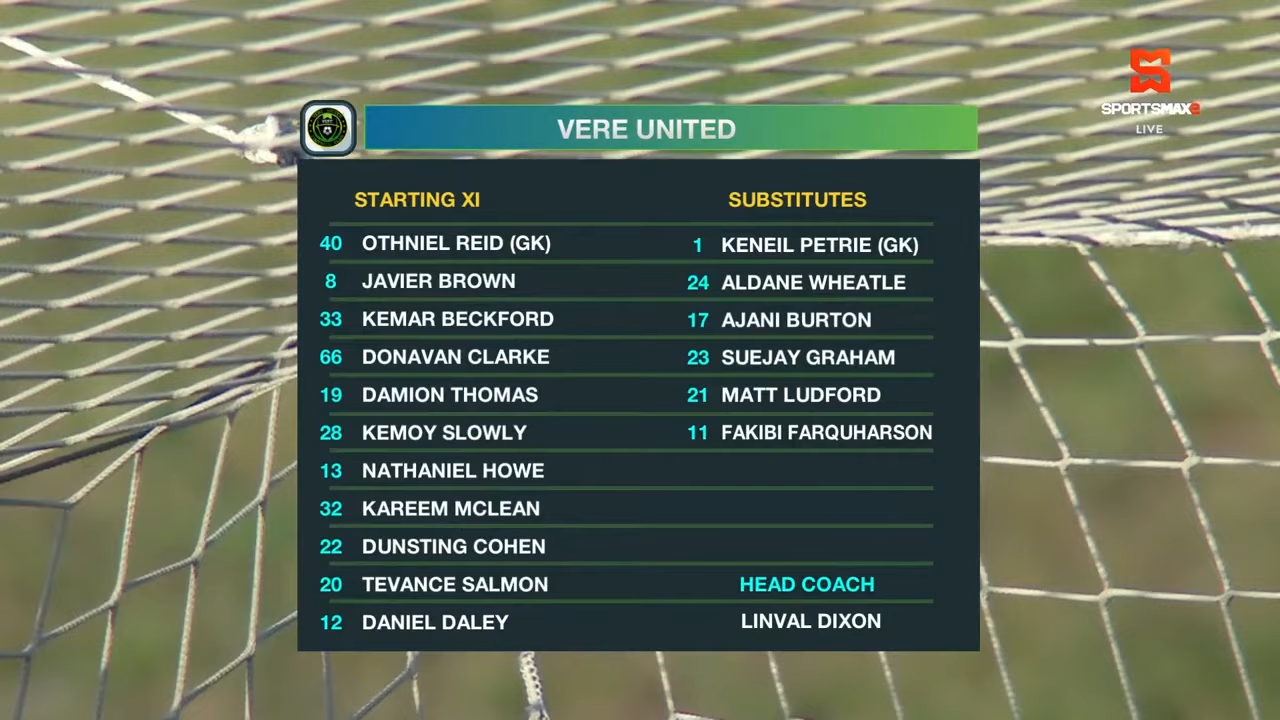 SPORTSMAX2
LIVE
VERE UNITED
STARTING XI
40 OTHNIEL REID (GK)
8 JAVIER BROWN
33 KEMAR BECKFORD
66 DONAVAN CLARKE
19 DAMION THOMAS
28 KEMOY SLOWLY
13 NATHANIEL HOWE
32 KAREEM MCLEAN
22 DUNSTING COHEN
20 TEVANCE SALMON
12 DANIEL DALEY
SUBSTITUTES
1 KENEIL PETRIE (GK)
24 ALDANE WHEATLE
17 AJANI BURTON
23 SUEJAY GRAHAM
21 MATT LUDFORD
11 FAKIBI FARQUHARSON
HEAD COACH
LINVAL DIXON